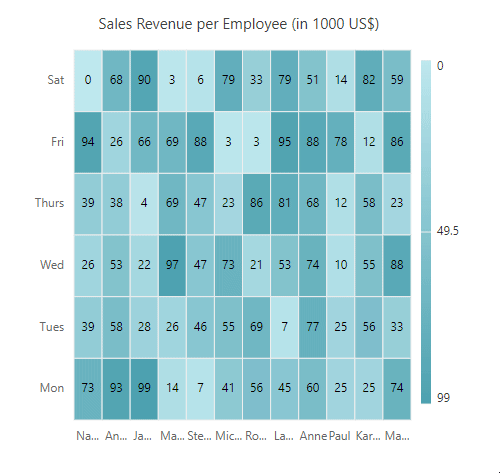 Sales Revenue per Employee (in 1000 US$)
Sat 0 68 90 3 6 79 33 79 51 14 82 59
Fri 94 26 66 69 88 3 3 95 88 78 12 86
Thurs 39 38 4 69 47 23 86 81 68 12 58 23
Wed 26 53 22 97 47 73 21 53 74 10 55 88
Tues 39 58 28 26 46 55 69 7 77 25 56 33
Mon 73 93 99 14 7 41 56 45 60 25 25 74
Na... An... Ja... Ma... Ste... Mic... Ro... La... Anne Paul Kar... Ma...
0
49.5
99